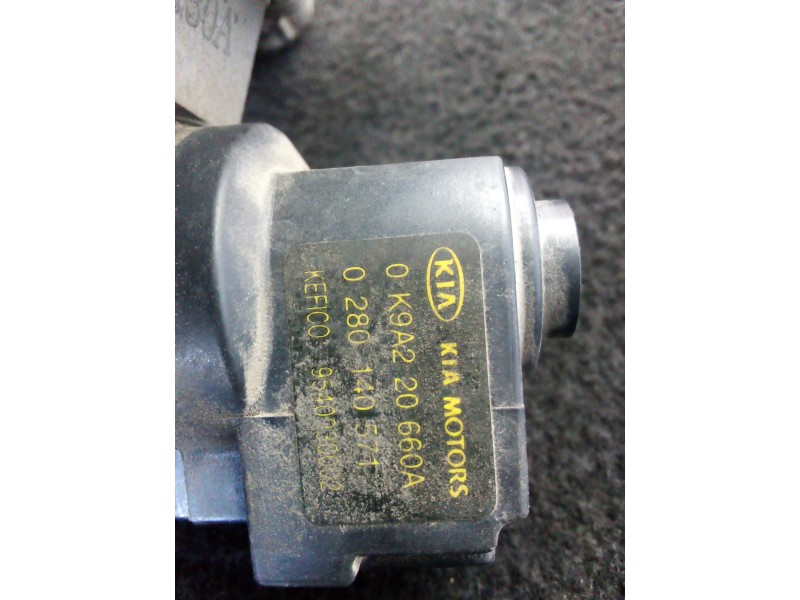 KIA KIA MOTORS
0 K9A2 20 660A
0 280 140 571
KEFICO